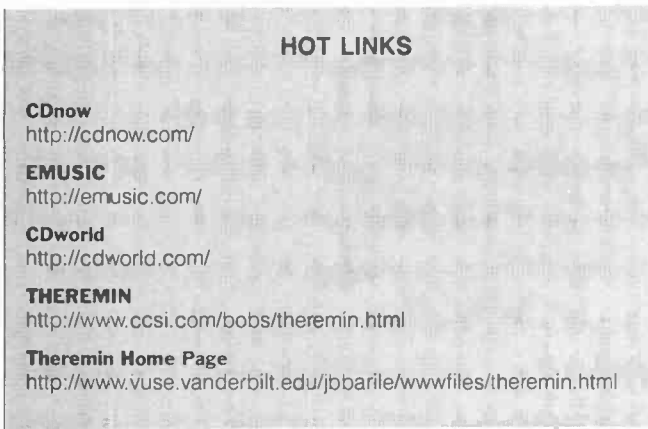 HOT LINKS
CDnow
http://cdnow.com/
EMUSIC
http://emusic.com/
CDworld
http://cdworld.com/
THEREMIN
http://www.ccsi.com/bobs/theremin.html
Theremin Home Page
http://www.vuse.vanderbilt.edu/jbbarile/wwwfiles/theremin.html